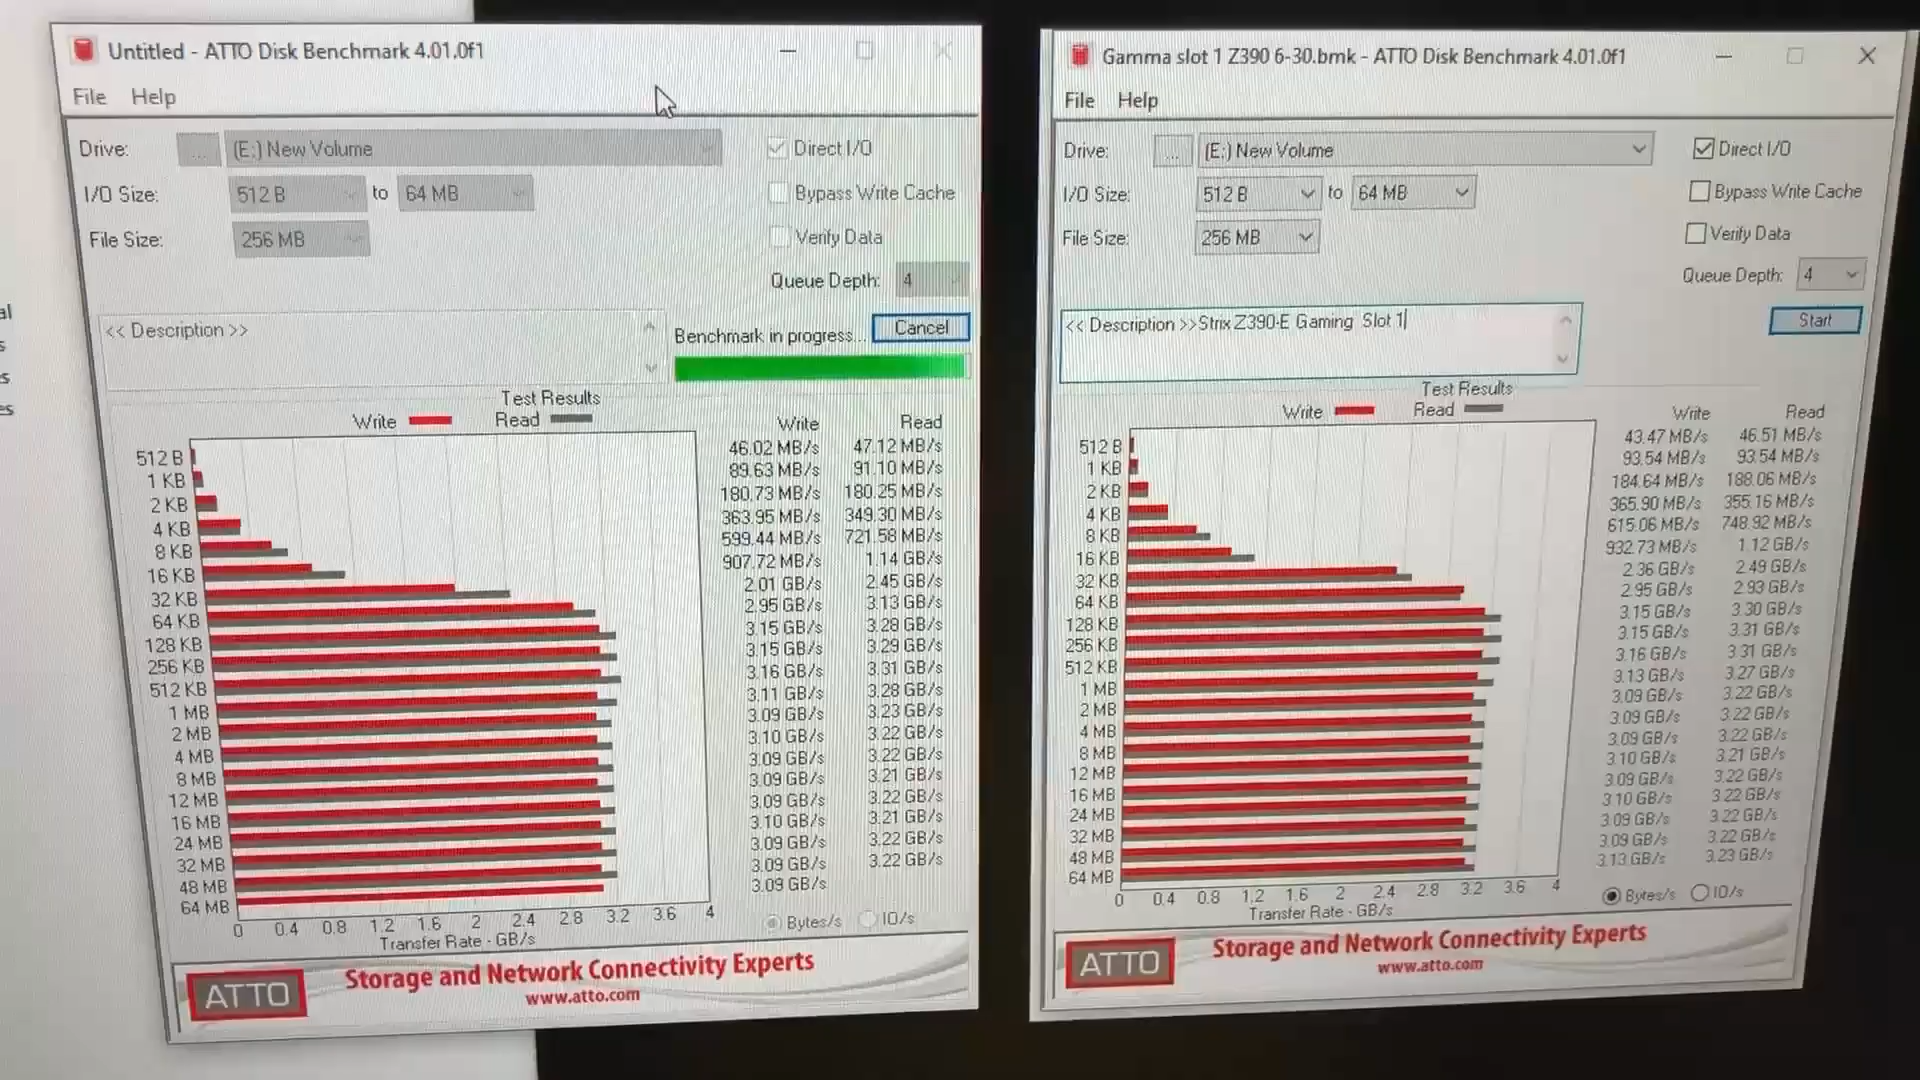 Untitled - ATTO Disk Benchmark 4.01.0f1
File Help
Drive: ... (E:) New Volume
Direct I/O
I/O Size: 512 B to 64 MB
Bypass Write Cache
File Size: 256 MB
Verify Data
Queue Depth: 4
<< Description >>
Benchmark in progress... Cancel
Test Results
Write Read
Write Read
512 B 46.02 MB/s 47.12 MB/s
1 KB 89.63 MB/s 91.10 MB/s
2 KB 180.73 MB/s 180.25 MB/s
4 KB 363.95 MB/s 349.30 MB/s
8 KB 599.44 MB/s 721.58 MB/s
16 KB 907.72 MB/s 1.14 GB/s
32 KB 2.01 GB/s 2.45 GB/s
64 KB 2.95 GB/s 3.13 GB/s
128 KB 3.15 GB/s 3.28 GB/s
256 KB 3.15 GB/s 3.29 GB/s
512 KB 3.16 GB/s 3.31 GB/s
1 MB 3.11 GB/s 3.28 GB/s
2 MB 3.09 GB/s 3.23 GB/s
4 MB 3.10 GB/s 3.22 GB/s
8 MB 3.09 GB/s 3.22 GB/s
12 MB 3.09 GB/s 3.21 GB/s
16 MB 3.09 GB/s 3.22 GB/s
24 MB 3.10 GB/s 3.21 GB/s
32 MB 3.09 GB/s 3.22 GB/s
48 MB 3.09 GB/s 3.22 GB/s
64 MB 3.09 GB/s
0 0.4 0.8 1.2 1.6 2 2.4 2.8 3.2 3.6 4
Transfer Rate - GB/s
Bytes/s IO/s
ATTO
Storage and Network Connectivity Experts
www.atto.com
Gamma slot 1 Z390 6-30.bmk - ATTO Disk Benchmark 4.01.0f1
File Help
Drive: ... (E:) New Volume
Direct I/O
I/O Size: 512 B to 64 MB
Bypass Write Cache
File Size: 256 MB
Verify Data
Queue Depth: 4
<< Description >>Strix Z390-E Gaming Slot 1
Start
Test Results
Write Read
Write Read
512 B 43.47 MB/s 46.51 MB/s
1 KB 93.54 MB/s 93.54 MB/s
2 KB 184.64 MB/s 188.06 MB/s
4 KB 365.90 MB/s 355.16 MB/s
8 KB 615.06 MB/s 748.92 MB/s
16 KB 932.73 MB/s 1.12 GB/s
32 KB 2.36 GB/s 2.49 GB/s
64 KB 2.95 GB/s 2.93 GB/s
128 KB 3.15 GB/s 3.30 GB/s
256 KB 3.15 GB/s 3.31 GB/s
512 KB 3.16 GB/s 3.31 GB/s
1 MB 3.13 GB/s 3.27 GB/s
2 MB 3.09 GB/s 3.22 GB/s
4 MB 3.09 GB/s 3.22 GB/s
8 MB 3.09 GB/s 3.22 GB/s
12 MB 3.10 GB/s 3.21 GB/s
16 MB 3.09 GB/s 3.22 GB/s
24 MB 3.10 GB/s 3.22 GB/s
32 MB 3.09 GB/s 3.22 GB/s
48 MB 3.09 GB/s 3.22 GB/s
64 MB 3.13 GB/s 3.23 GB/s
0 0.4 0.8 1.2 1.6 2 2.4 2.8 3.2 3.6 4
Transfer Rate - GB/s
Bytes/s IO/s
ATTO
Storage and Network Connectivity Experts
www.atto.com